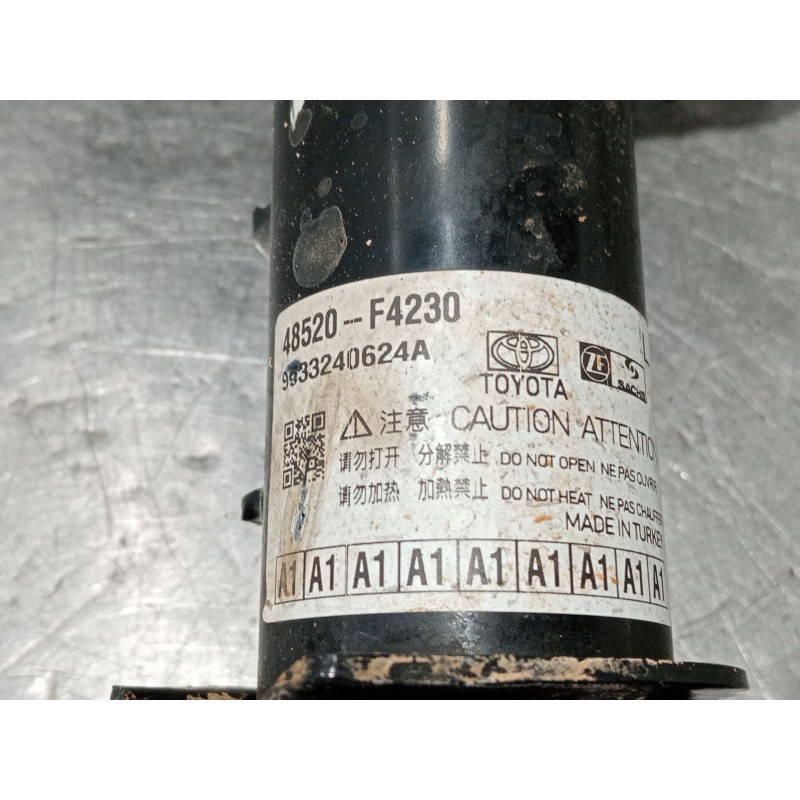 48520-F4230
L
9833240624A
TOYOTA
ZF
SACHS
注意 CAUTION ATTENTION
请勿打开 分解禁止 DO NOT OPEN NE PAS OUVRIR
请勿加热 加熱禁止 DO NOT HEAT NE PAS CHAUFFER
MADE IN TURKEY
A1 A1 A1 A1 A1 A1 A1 A1 A1